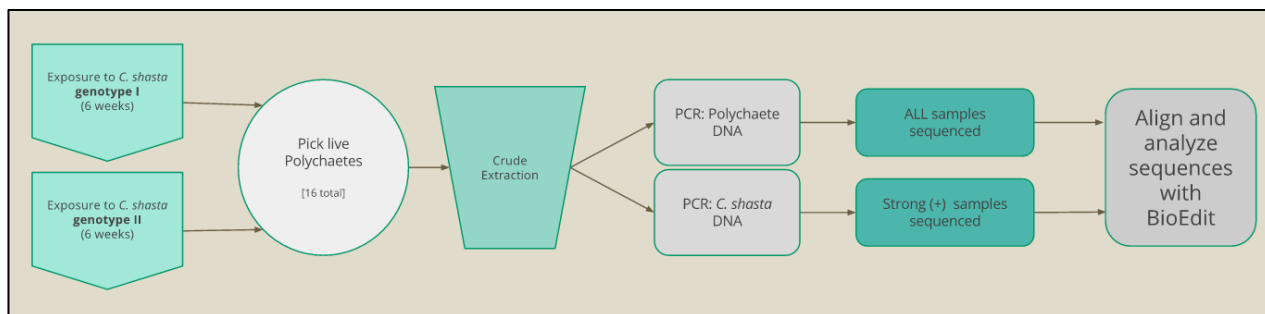 Exposure to C. shasta
genotype I
(6 weeks)
Exposure to C. shasta
genotype II
(6 weeks)
Pick live
Polychaetes
[16 total]
Crude
Extraction
PCR: Polychaete
DNA
PCR: C. shasta
DNA
ALL samples
sequenced
Strong (+) samples
sequenced
Align and
analyze
sequences
with
BioEdit